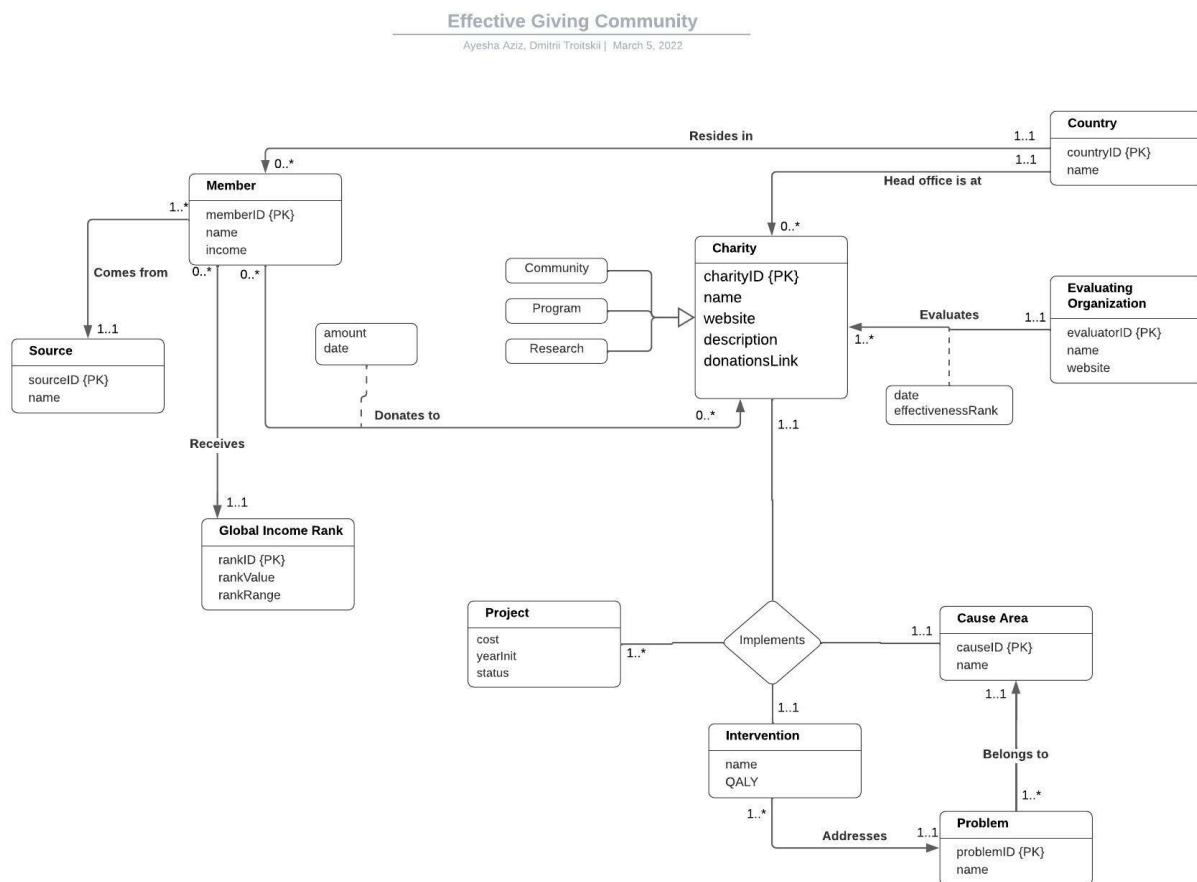 Effective Giving Community
Ayesha Aziz, Dmitrii Troitskii | March 5, 2022
Resides in
1..1
0..*
Country
countryID {PK}
name
1..1
Head office is at
0..*
Member
memberID {PK}
name
income
1..*
Comes from
1..1
0..*
0..*
Source
sourceID {PK}
name
amount
date
Donates to
0..*
Receives
1..1
Global Income Rank
rankID {PK}
rankValue
rankRange
Community
Program
Research
Charity
charityID {PK}
name
website
description
donationsLink
Evaluates
1..1
1..*
Evaluating
Organization
evaluatorID {PK}
name
website
date
effectivenessRank
1..1
Project
cost
yearInit
status
1..*
Implements
1..1
Cause Area
causeID {PK}
name
1..1
1..1
Intervention
name
QALY
Belongs to
1..*
1..*
Addresses
1..1
Problem
problemID {PK}
name